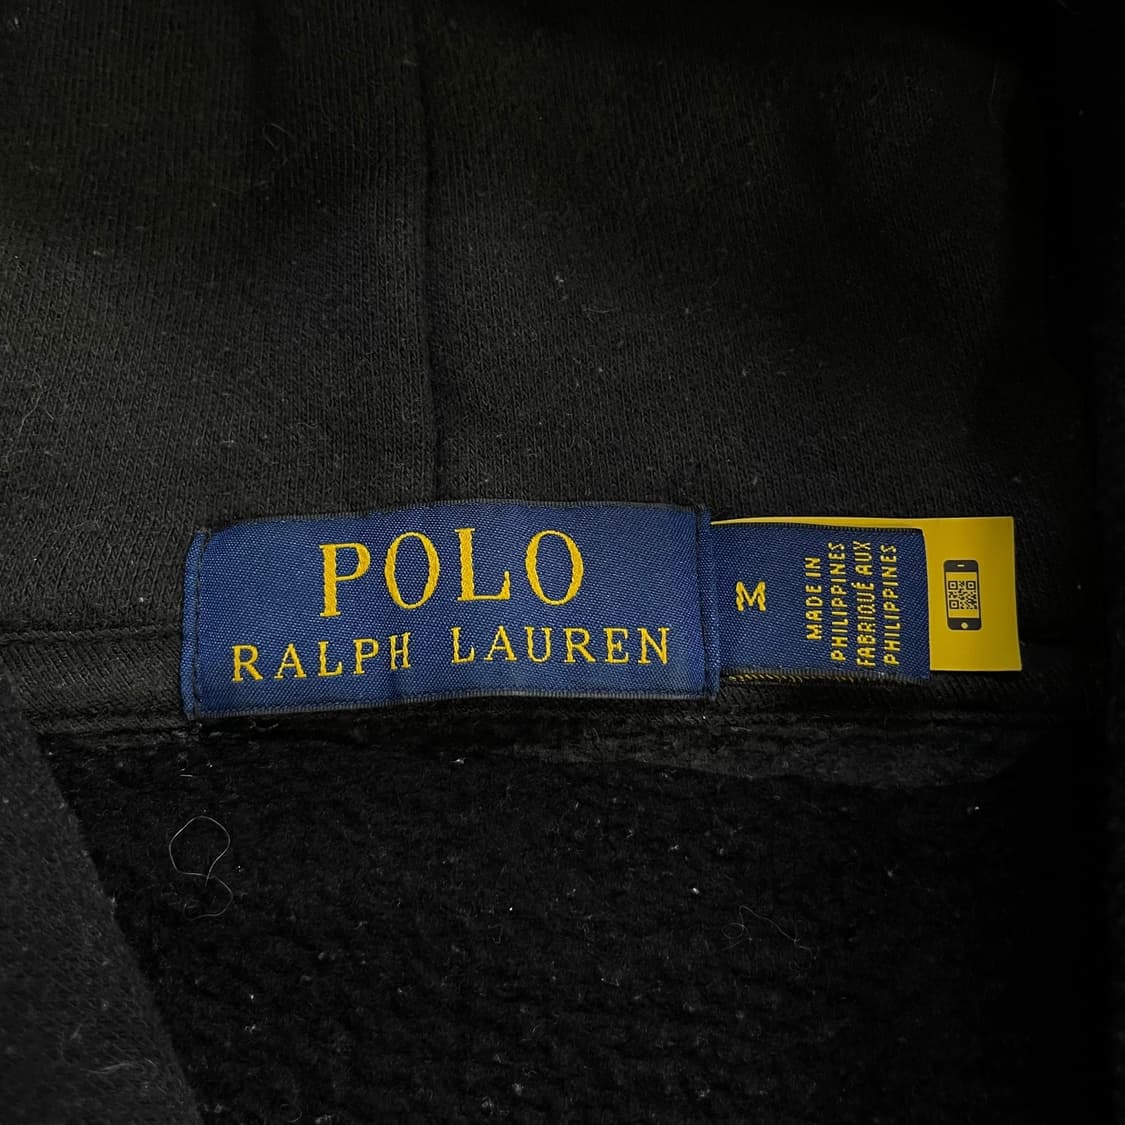 POLO
RALPH LAUREN
M
MADE IN
PHILIPPINES
FABRIQUÉ AUX
PHILIPPINES